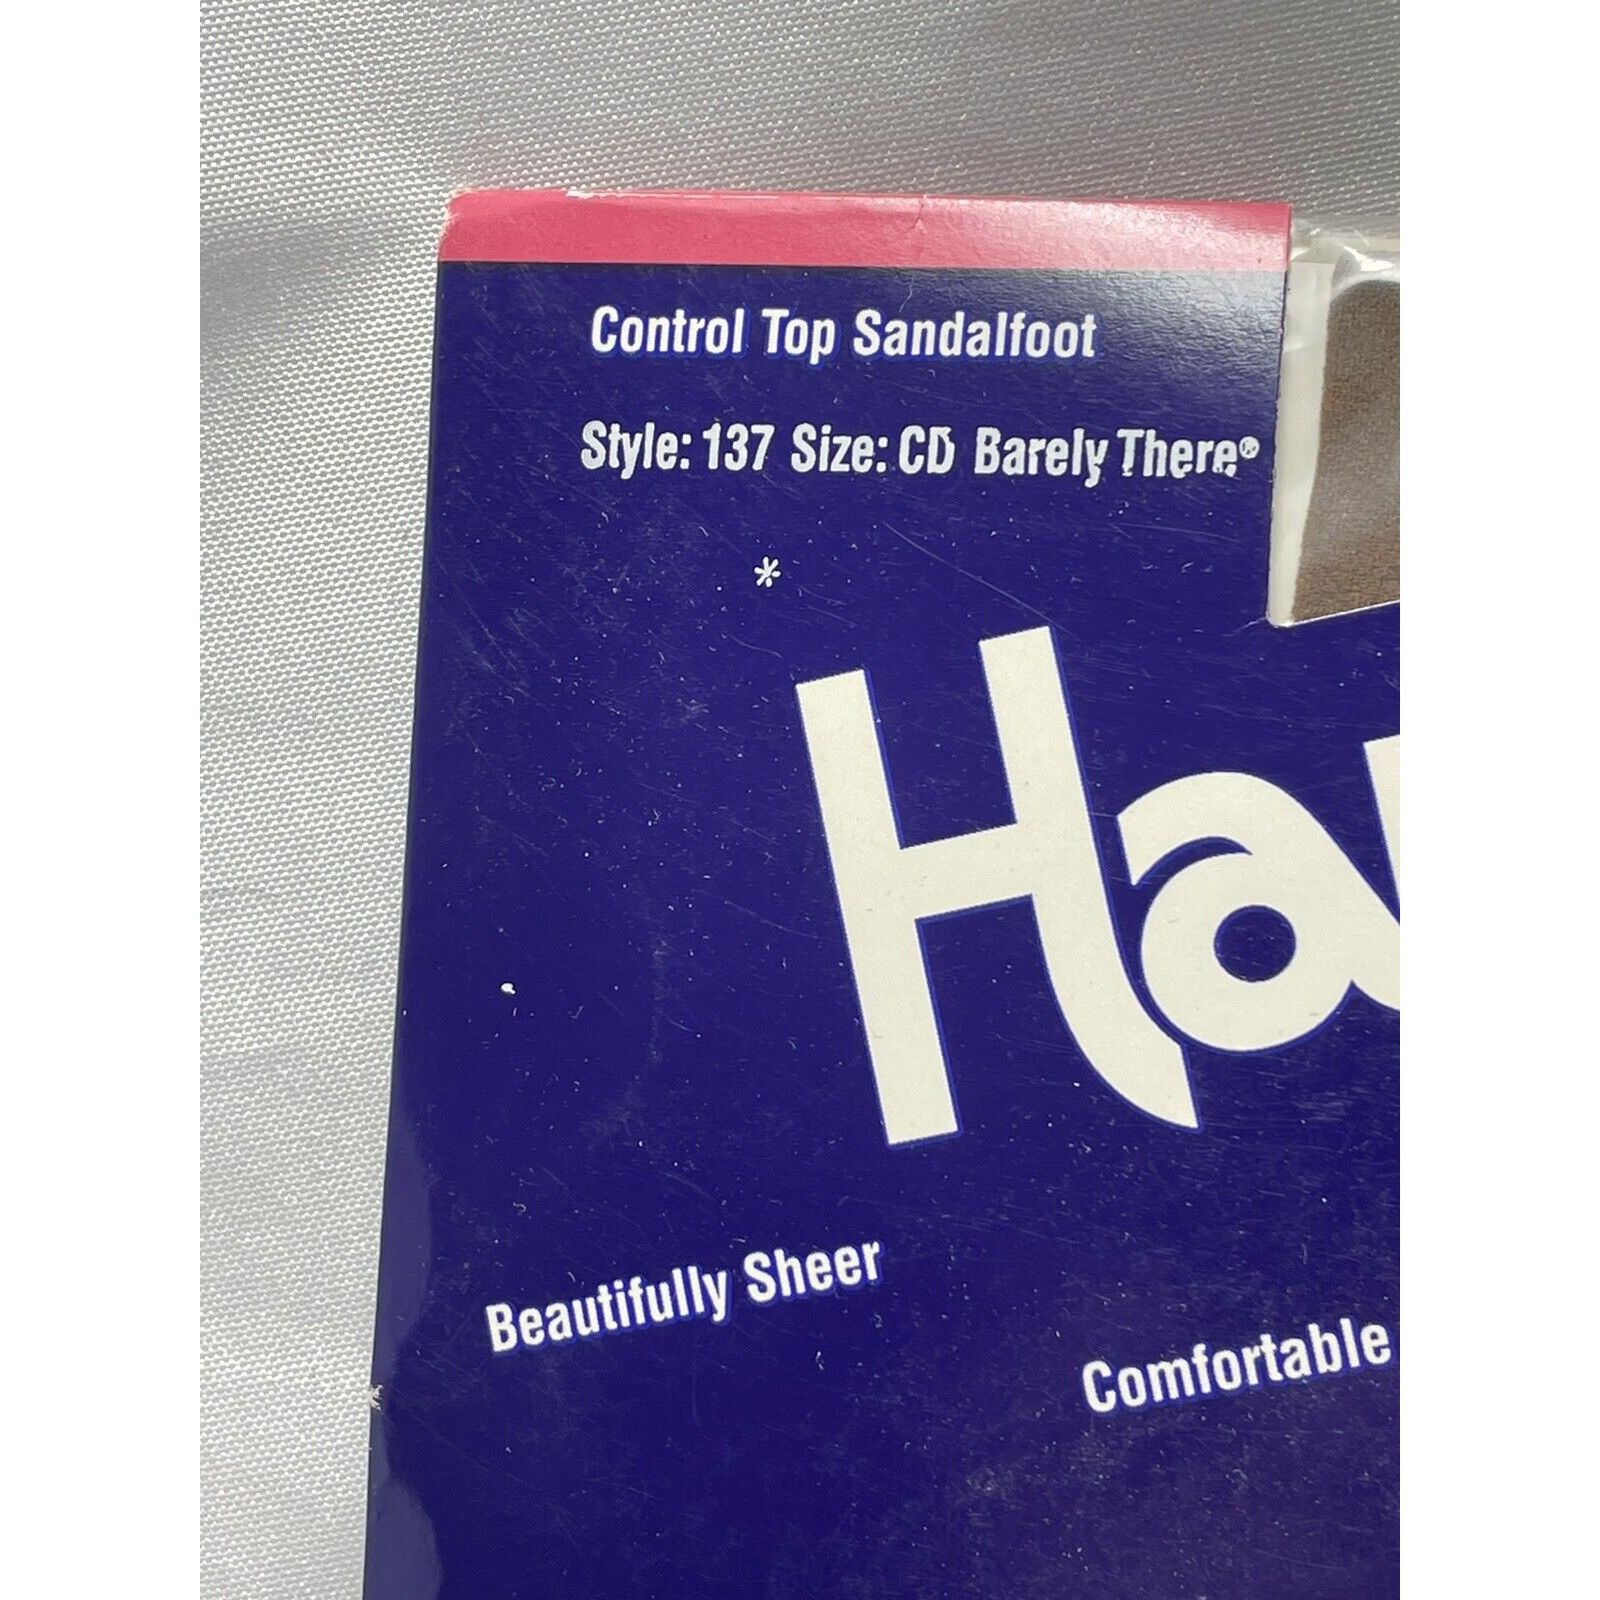 Control Top Sandalfoot
Style: 137 Size: CD Barely There®
*
Ha
Beautifully Sheer
Comfortable